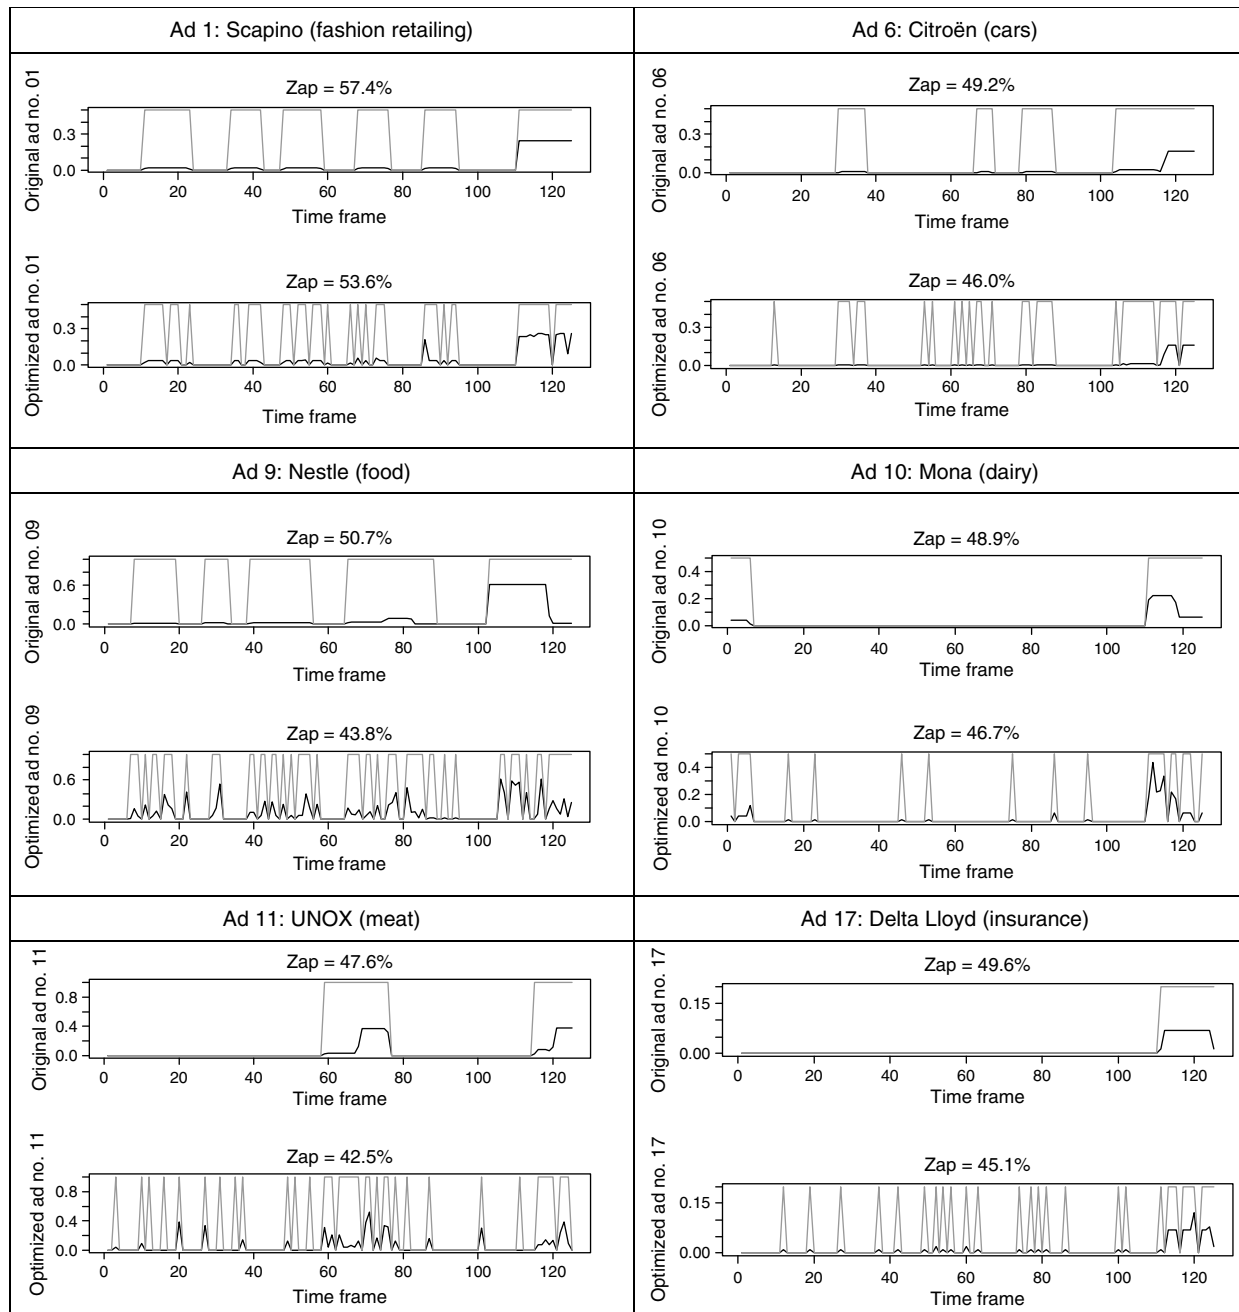 Ad 1: Scapino (fashion retailing)
Ad 6: Citroën (cars)
Original ad no. 01
Zap = 57.4%
0.3
0.0
0 20 40 60 80 100 120
Time frame
Optimized ad no. 01
Zap = 53.6%
0.3
0.0
0 20 40 60 80 100 120
Time frame
Original ad no. 06
Zap = 49.2%
0.3
0.0
0 20 40 60 80 100 120
Time frame
Optimized ad no. 06
Zap = 46.0%
0.3
0.0
0 20 40 60 80 100 120
Time frame
Ad 9: Nestle (food)
Ad 10: Mona (dairy)
Original ad no. 09
Zap = 50.7%
0.6
0.0
0 20 40 60 80 100 120
Time frame
Optimized ad no. 09
Zap = 43.8%
0.6
0.0
0 20 40 60 80 100 120
Time frame
Original ad no. 10
Zap = 48.9%
0.4
0.2
0.0
0 20 40 60 80 100 120
Time frame
Optimized ad no. 10
Zap = 46.7%
0.4
0.2
0.0
0 20 40 60 80 100 120
Time frame
Ad 11: UNOX (meat)
Ad 17: Delta Lloyd (insurance)
Original ad no. 11
Zap = 47.6%
0.8
0.4
0.0
0 20 40 60 80 100 120
Time frame
Optimized ad no. 11
Zap = 42.5%
0.8
0.4
0.0
0 20 40 60 80 100 120
Time frame
Original ad no. 17
Zap = 49.6%
0.15
0.00
0 20 40 60 80 100 120
Time frame
Optimized ad no. 17
Zap = 45.1%
0.15
0.00
0 20 40 60 80 100 120
Time frame